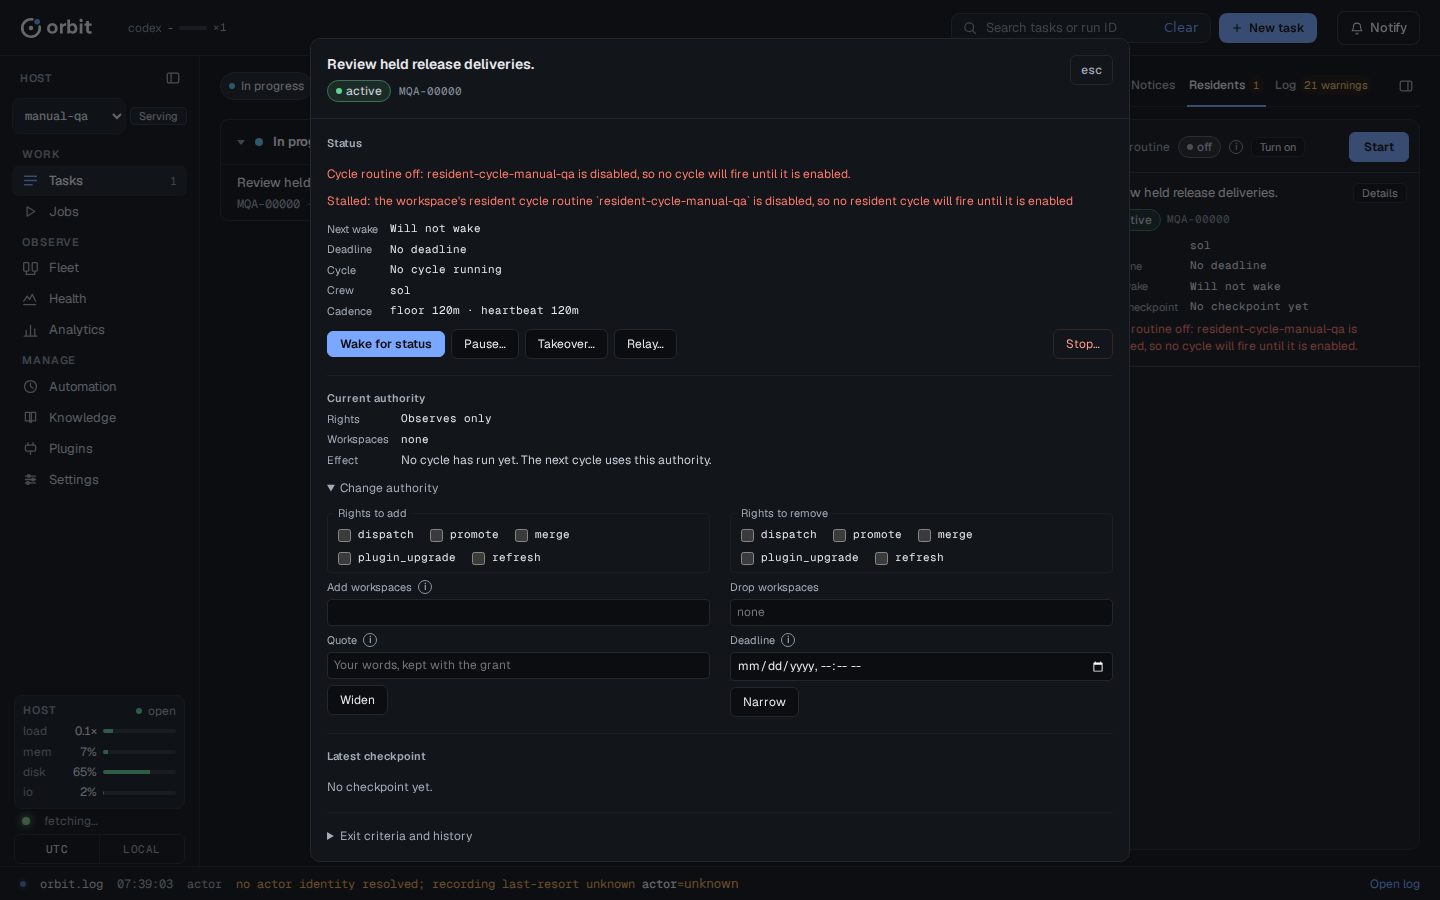 orbit
codex - ×1
Search tasks or run ID
Clear
+ New task
Notify
HOST
manual-qa
Serving
WORK
Tasks 1
Jobs
OBSERVE
Fleet
Health
Analytics
MANAGE
Automation
Knowledge
Plugins
Settings
HOST open
load 0.1×
mem 7%
disk 65%
io 2%
fetching…
UTC LOCAL
In progress
In prog
Review held
MQA-00000
Review held release deliveries.
esc
active MQA-00000
Status
Cycle routine off: resident-cycle-manual-qa is disabled, so no cycle will fire until it is enabled.
Stalled: the workspace's resident cycle routine `resident-cycle-manual-qa` is disabled, so no resident cycle will fire until it is enabled
Next wake Will not wake
Deadline No deadline
Cycle No cycle running
Crew sol
Cadence floor 120m · heartbeat 120m
Wake for status
Pause…
Takeover…
Relay…
Stop…
Current authority
Rights Observes only
Workspaces none
Effect No cycle has run yet. The next cycle uses this authority.
▼ Change authority
Rights to add
dispatch promote merge
plugin_upgrade refresh
Rights to remove
dispatch promote merge
plugin_upgrade refresh
Add workspaces i
Drop workspaces
none
Quote i
Your words, kept with the grant
Deadline i
mm/dd/yyyy, --:-- --
Widen
Narrow
Latest checkpoint
No checkpoint yet.
▶ Exit criteria and history
Notices
Residents 1
Log 21 warnings
routine
off
i
Turn on
Start
w held release deliveries.
Details
tive MQA-00000
sol
ne No deadline
ake Will not wake
heckpoint No checkpoint yet
routine off: resident-cycle-manual-qa is
ed, so no cycle will fire until it is enabled.
orbit.log 07:39:03 actor no actor identity resolved; recording last-resort unknown actor=unknown
Open log